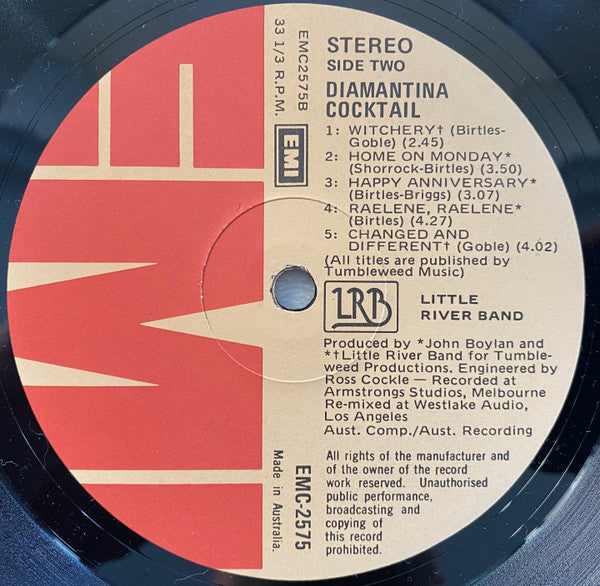 STEREO
SIDE TWO
DIAMANTINA
COCKTAIL
1: WITCHERY† (Birtles-
Goble) (2.45)
2: HOME ON MONDAY*
(Shorrock-Birtles) (3.50)
3: HAPPY ANNIVERSARY*
(Birtles-Briggs) (3.07)
4: RAELENE, RAELENE*
(Birtles) (4.27)
5: CHANGED AND
DIFFERENT† (Goble) (4.02)
(All titles are published by
Tumbleweed Music)
LRB
LITTLE
RIVER BAND
Produced by *John Boylan and
*†Little River Band for Tumble-
weed Productions. Engineered by
Ross Cockle — Recorded at
Armstrongs Studios, Melbourne
Re-mixed at Westlake Audio,
Los Angeles
Aust. Comp./Aust. Recording
All rights of the manufacturer and
of the owner of the record
work reserved. Unauthorised
public performance,
broadcasting and
copying of
this record
prohibited.
EMC2575B
33 1/3 R.P.M.
EMI
EMC-2575
Made in Australia.
EMI